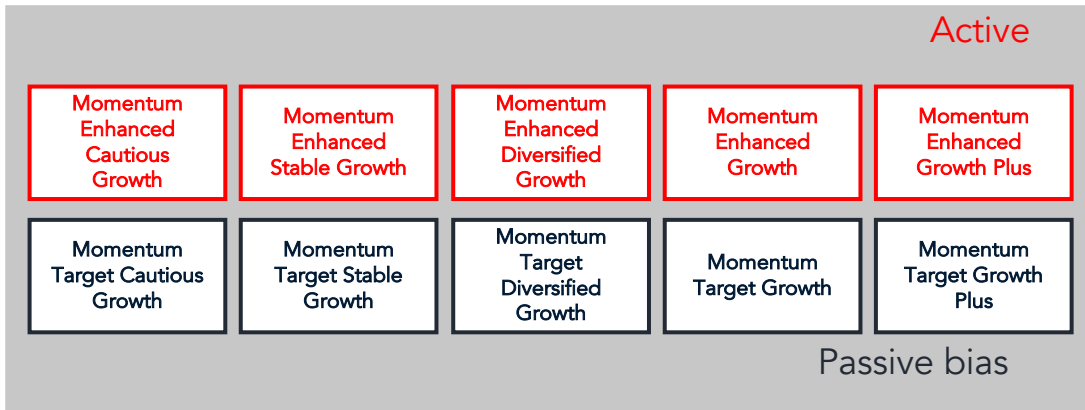 Active
Momentum
Enhanced
Cautious
Growth
Momentum
Enhanced
Stable Growth
Momentum
Enhanced
Diversified
Growth
Momentum
Enhanced
Growth
Momentum
Enhanced
Growth Plus
Momentum
Target Cautious
Growth
Momentum
Target Stable
Growth
Momentum
Target
Diversified
Growth
Momentum
Target Growth
Momentum
Target Growth
Plus
Passive bias